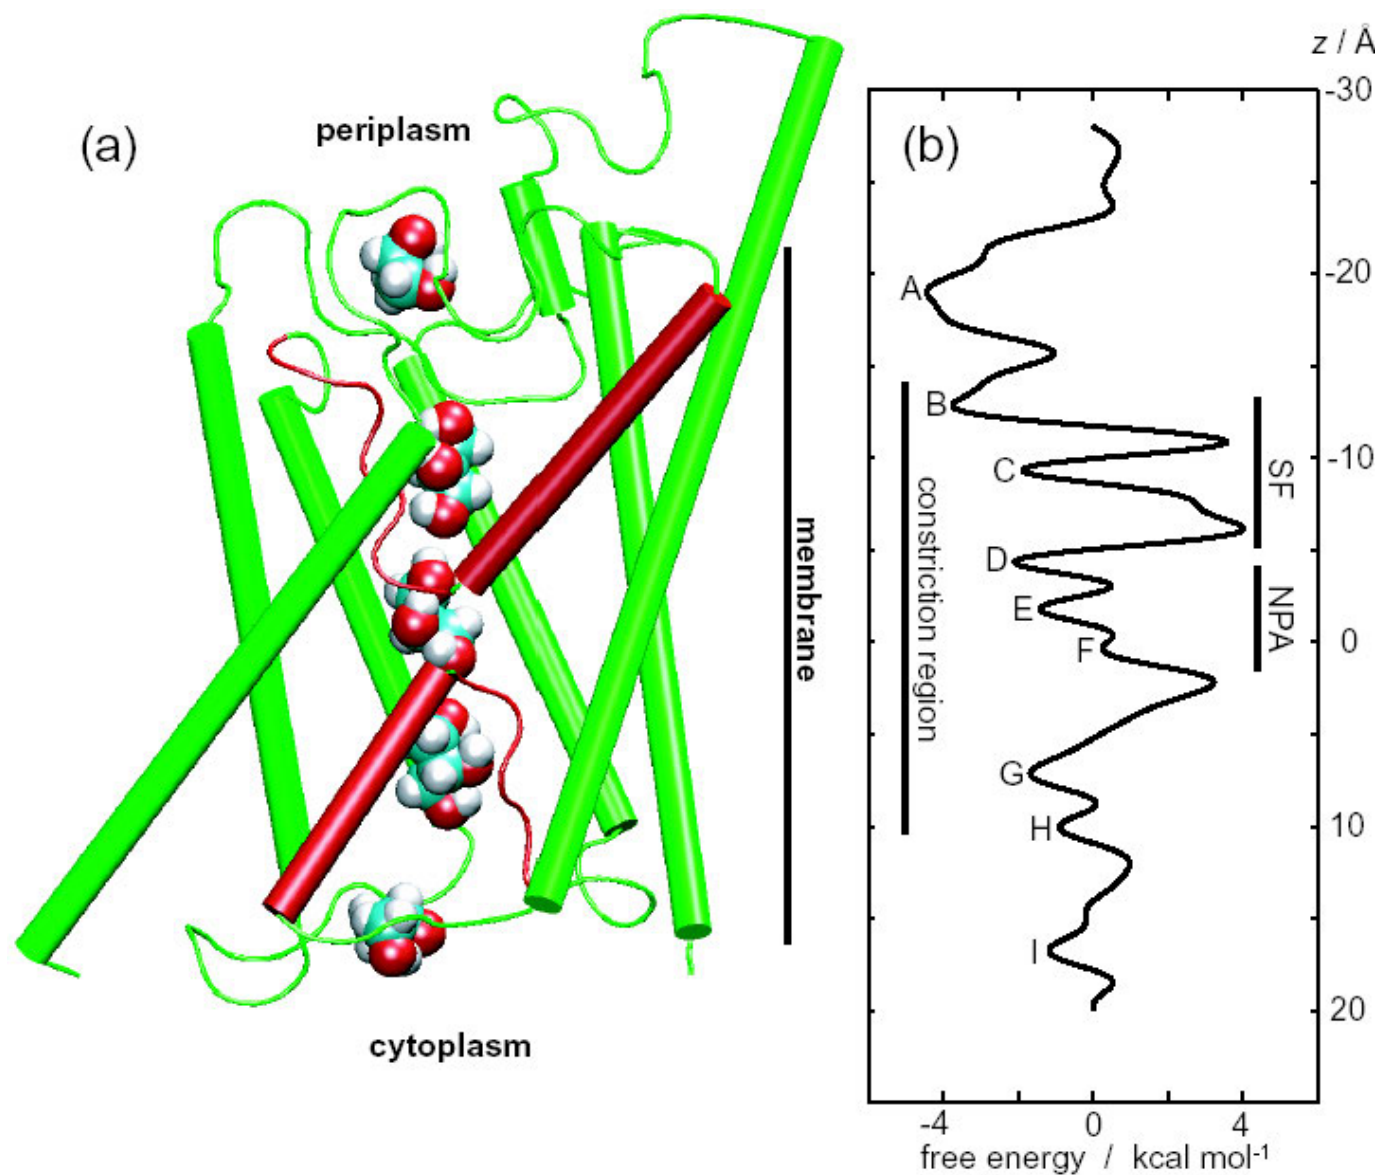 (a)
periplasm
membrane
cytoplasm
z / Å
(b)
-30
-20
-10
0
10
20
A
B
C
D
E
F
G
H
I
constriction region
SF
NPA
-4
0
4
free energy / kcal mol-1